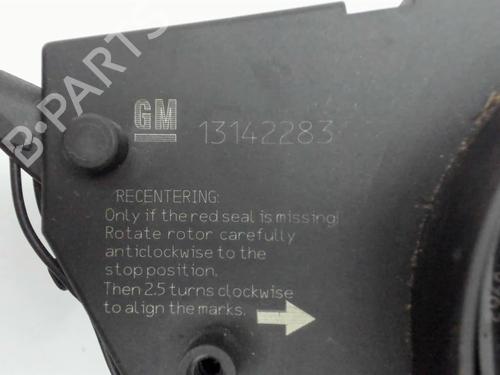 B-PARTS
GM 13142283
RECENTERING:
Only if the red seal is missing!
Rotate rotor carefully
anticlockwise to the
stop position.
Then 2.5 turns clockwise
to align the marks.